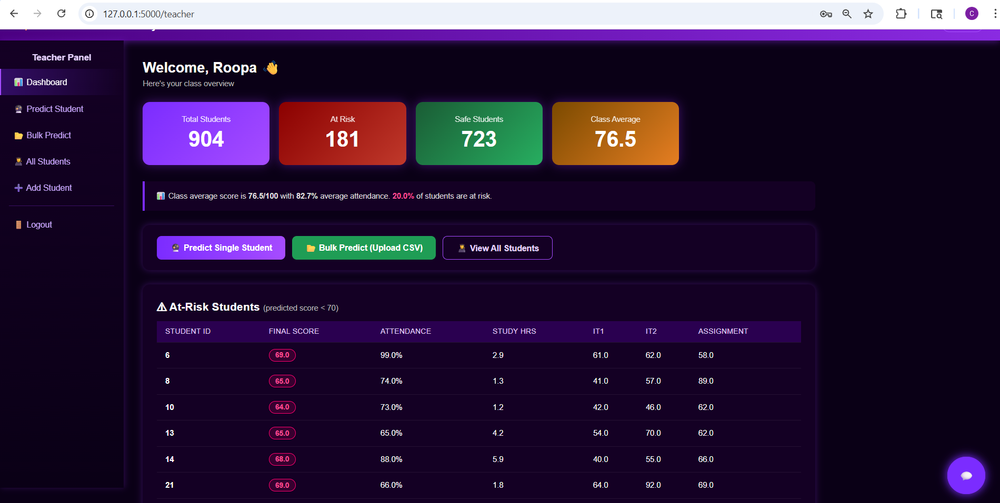 127.0.0.1:5000/teacher
C
Teacher Panel
Dashboard
Predict Student
Bulk Predict
All Students
Add Student
Logout
Welcome, Roopa
Here's your class overview
Total Students
904
At Risk
181
Safe Students
723
Class Average
76.5
Class average score is 76.5/100 with 82.7% average attendance. 20.0% of students are at risk.
Predict Single Student
Bulk Predict (Upload CSV)
View All Students
At-Risk Students (predicted score < 70)
STUDENT ID FINAL SCORE ATTENDANCE STUDY HRS IT1 IT2 ASSIGNMENT
6 69.0 99.0% 2.9 61.0 62.0 58.0
8 65.0 74.0% 1.3 41.0 57.0 89.0
10 64.0 73.0% 1.2 42.0 46.0 62.0
13 65.0 65.0% 4.2 54.0 70.0 62.0
14 68.0 88.0% 5.9 40.0 55.0 66.0
21 69.0 66.0% 1.8 64.0 92.0 69.0